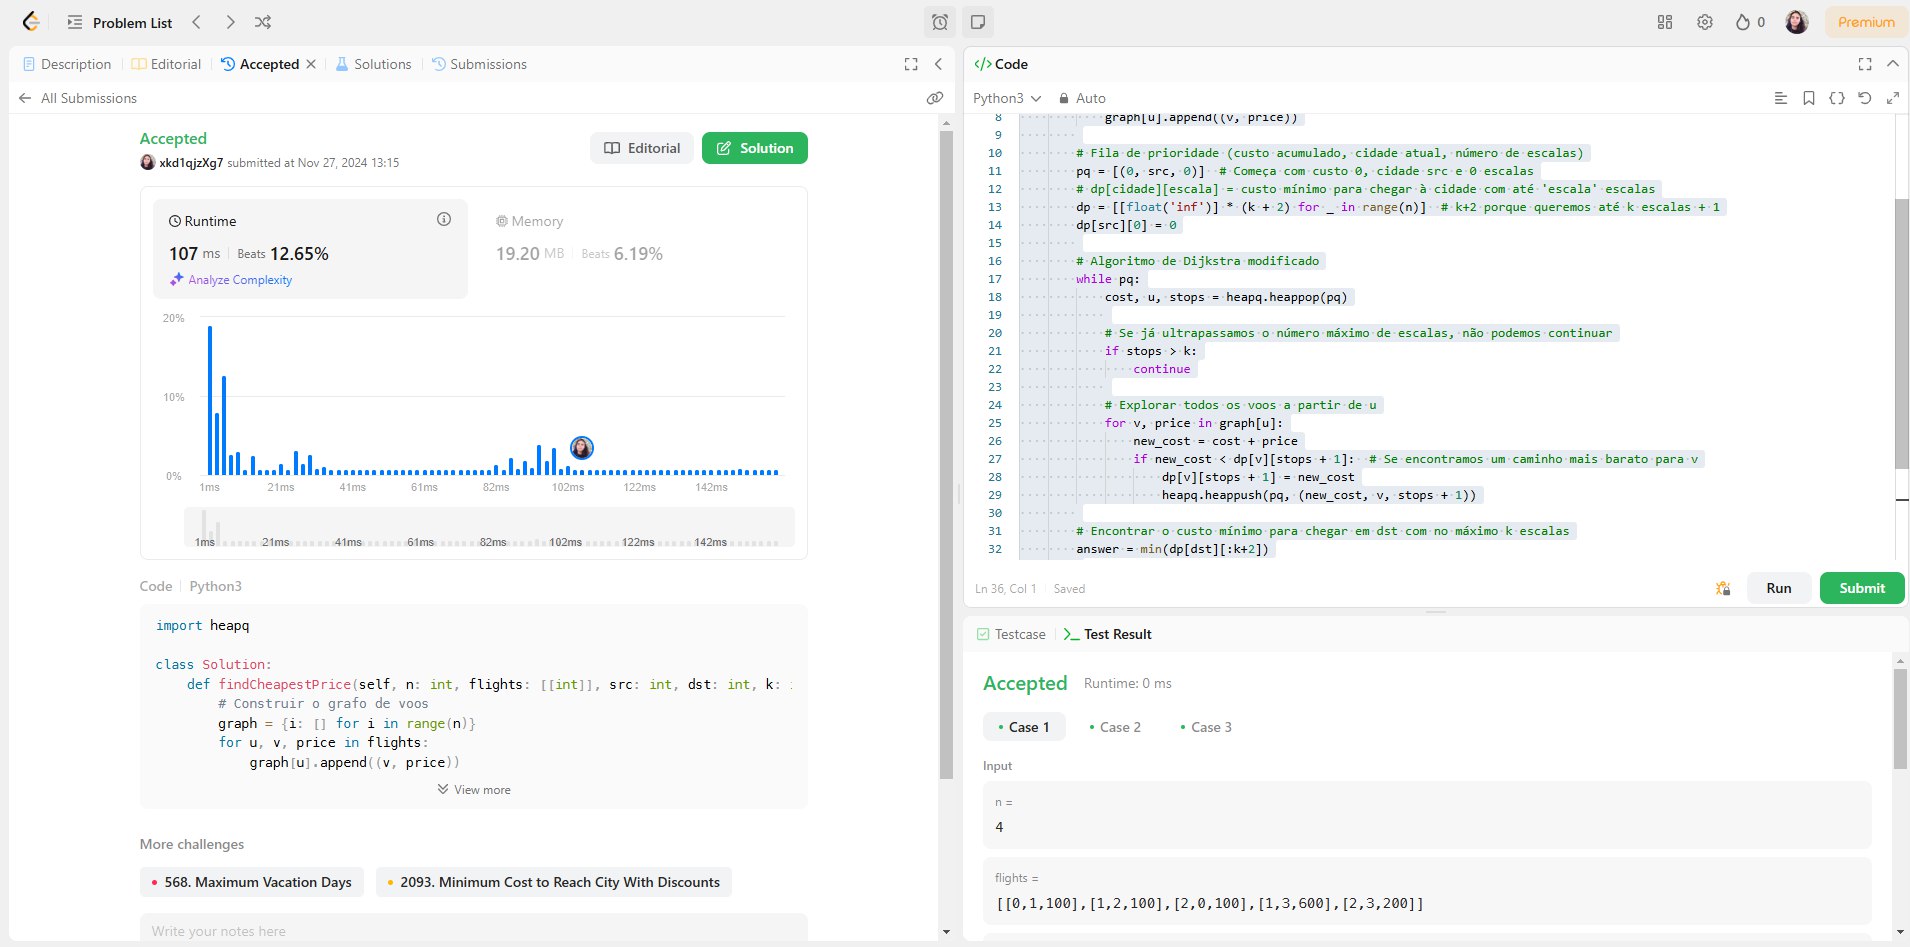 Problem List
0
Premium
Description
Editorial
Accepted
Solutions
Submissions
All Submissions
Accepted
xkd1qjzXg7 submitted at Nov 27, 2024 13:15
Editorial
Solution
Runtime
107 ms
Beats 12.65%
Analyze Complexity
Memory
19.20 MB
Beats 6.19%
20%
10%
0%
1ms 21ms 41ms 61ms 82ms 102ms 122ms 142ms
1ms 21ms 41ms 61ms 82ms 102ms 122ms 142ms
Code Python3
import heapq
class Solution:
def findCheapestPrice(self, n: int, flights: [[int]], src: int, dst: int, k:
# Construir o grafo de voos
graph = {i: [] for i in range(n)}
for u, v, price in flights:
graph[u].append((v, price))
View more
More challenges
568. Maximum Vacation Days
2093. Minimum Cost to Reach City With Discounts
Write your notes here
</> Code
Python3 Auto
8 graph[u].append((v, price))
9
10 # Fila de prioridade (custo acumulado, cidade atual, número de escalas)
11 pq = [(0, src, 0)] # Começa com custo 0, cidade src e 0 escalas
12 # dp[cidade][escala] = custo mínimo para chegar à cidade com até 'escala' escalas
13 dp = [[float('inf')] * (k + 2) for _ in range(n)] # k+2 porque queremos até k escalas + 1
14 dp[src][0] = 0
15
16 # Algoritmo de Dijkstra modificado
17 while pq:
18 cost, u, stops = heapq.heappop(pq)
19
20 # Se já ultrapassamos o número máximo de escalas, não podemos continuar
21 if stops > k:
22 continue
23
24 # Explorar todos os voos a partir de u
25 for v, price in graph[u]:
26 new_cost = cost + price
27 if new_cost < dp[v][stops + 1]: # Se encontramos um caminho mais barato para v
28 dp[v][stops + 1] = new_cost
29 heapq.heappush(pq, (new_cost, v, stops + 1))
30
31 # Encontrar o custo mínimo para chegar em dst com no máximo k escalas
32 answer = min(dp[dst][:k+2])
Ln 36, Col 1 Saved
Run
Submit
Testcase
Test Result
Accepted Runtime: 0 ms
Case 1
Case 2
Case 3
Input
n =
4
flights =
[[0,1,100],[1,2,100],[2,0,100],[1,3,600],[2,3,200]]